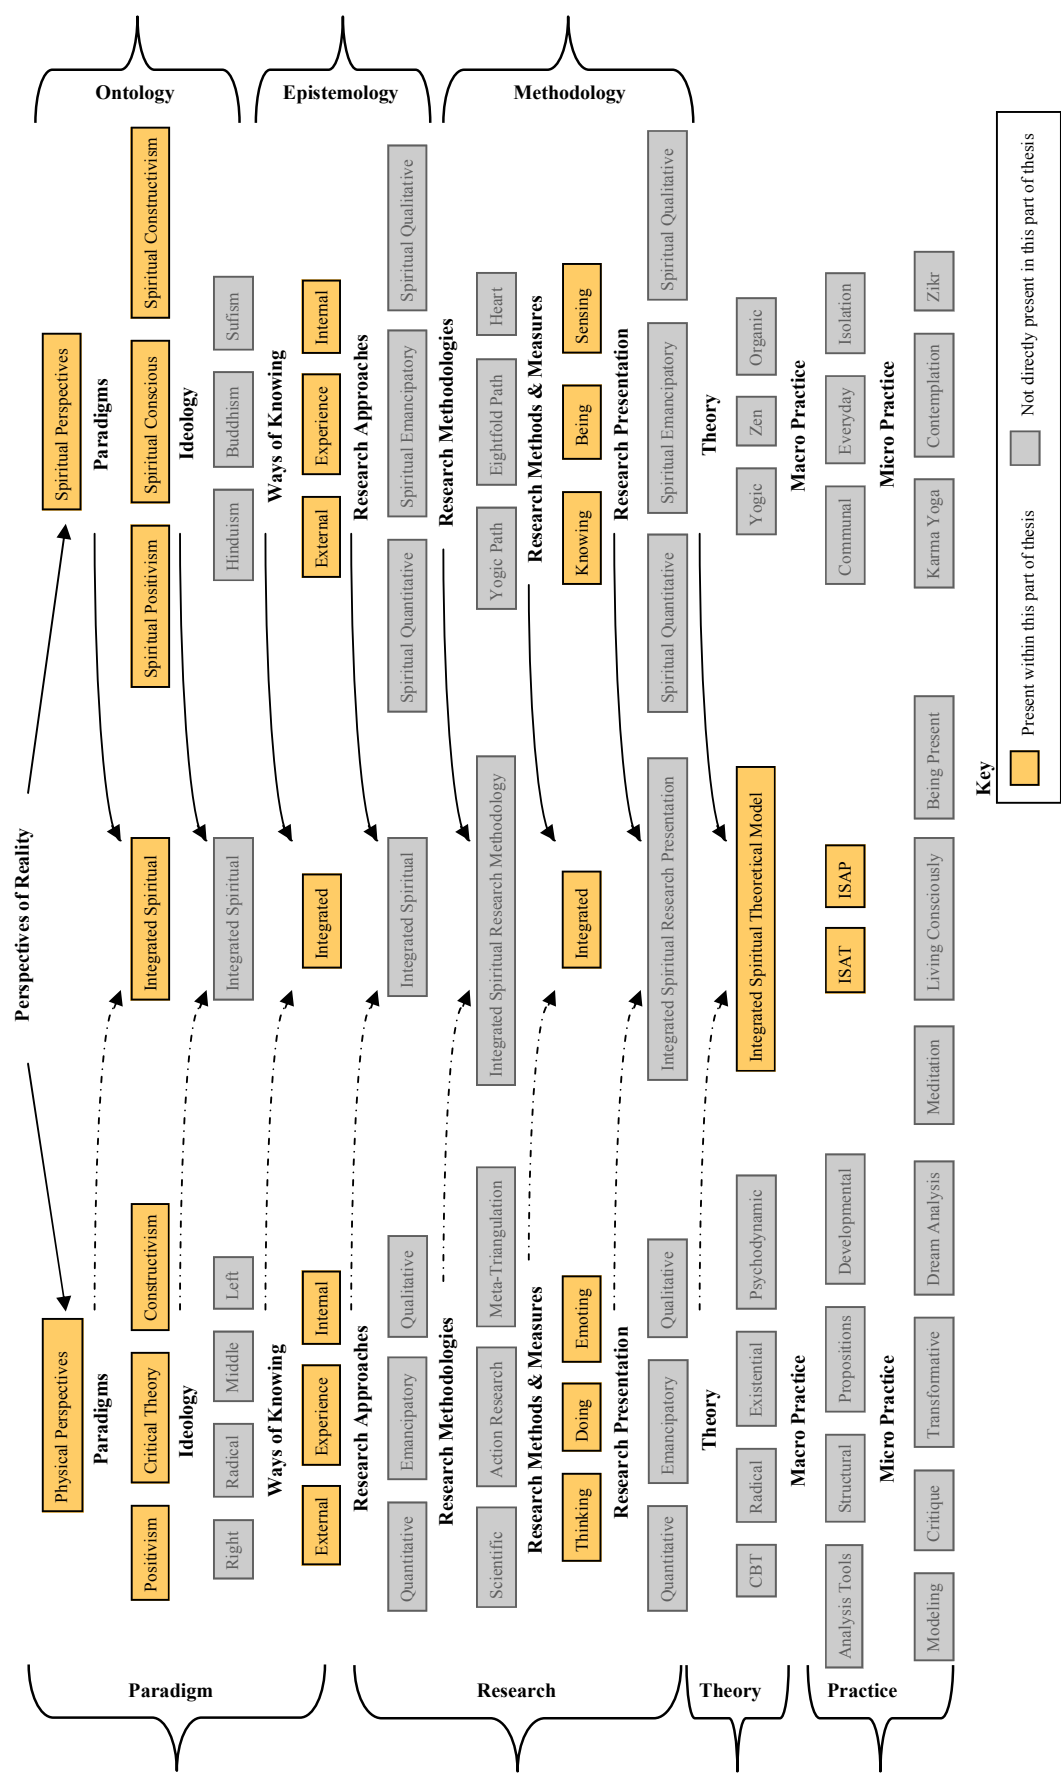 Perspectives of Reality
Physical Perspectives
Spiritual Perspectives
Paradigm
Paradigms
Paradigms
Ontology
Positivism
Critical Theory
Constructivism
Integrated Spiritual
Spiritual Positivism
Spiritual Conscious
Spiritual Constructivism
Ideology
Ideology
Right
Radical
Middle
Left
Integrated Spiritual
Hinduism
Buddhism
Sufism
Ways of Knowing
Ways of Knowing
Epistemology
External
Experience
Internal
Integrated
External
Experience
Internal
Research Approaches
Research Approaches
Quantitative
Emancipatory
Qualitative
Integrated Spiritual
Spiritual Quantitative
Spiritual Emancipatory
Spiritual Qualitative
Research
Research Methodologies
Research Methodologies
Methodology
Scientific
Action Research
Meta-Triangulation
Integrated Spiritual Research Methodology
Yogic Path
Eightfold Path
Heart
Research Methods & Measures
Research Methods & Measures
Thinking
Doing
Emoting
Integrated
Knowing
Being
Sensing
Research Presentation
Research Presentation
Quantitative
Emancipatory
Qualitative
Integrated Spiritual Research Presentation
Spiritual Quantitative
Spiritual Emancipatory
Spiritual Qualitative
Theory
Theory
Theory
CBT
Radical
Existential
Psychodynamic
Integrated Spiritual Theoretical Model
Yogic
Zen
Organic
Macro Practice
Macro Practice
Practice
Analysis Tools
Structural
Propositions
Developmental
ISAT
ISAP
Communal
Everyday
Isolation
Micro Practice
Micro Practice
Modeling
Critique
Transformative
Dream Analysis
Meditation
Living Consciously
Being Present
Karma Yoga
Contemplation
Zikr
Key
Present within this part of thesis
Not directly present in this part of thesis